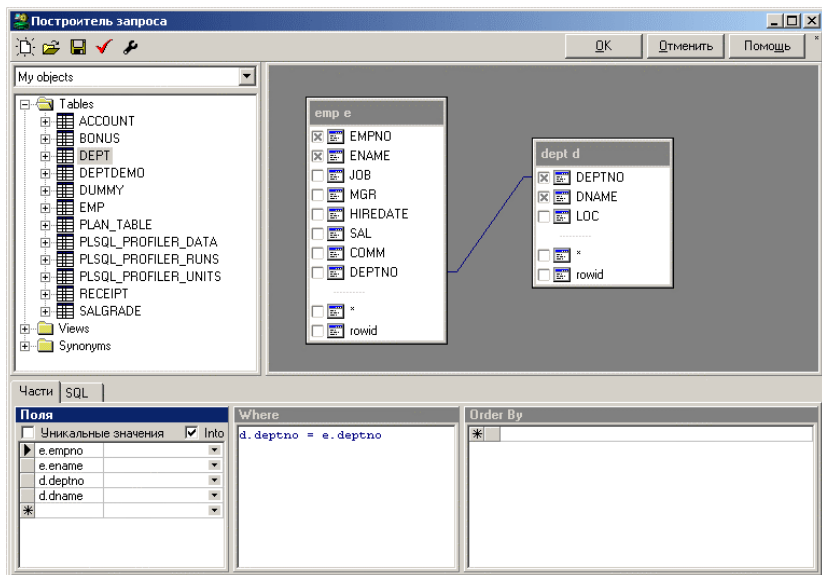 Построитель запроса
OK Отменить Помощь
My objects
Tables
ACCOUNT
BONUS
DEPT
DEPTDEMO
DUMMY
EMP
PLAN_TABLE
PLSQL_PROFILER_DATA
PLSQL_PROFILER_RUNS
PLSQL_PROFILER_UNITS
RECEIPT
SALGRADE
Views
Synonyms
emp e
EMPNO
ENAME
JOB
MGR
HIREDATE
SAL
COMM
DEPTNO
*
rowid
dept d
DEPTNO
DNAME
LOC
*
rowid
Части SQL
Поля
Уникальные значения Into
e.empno
e.ename
d.deptno
d.dname
Where
d.deptno = e.deptno
Order By